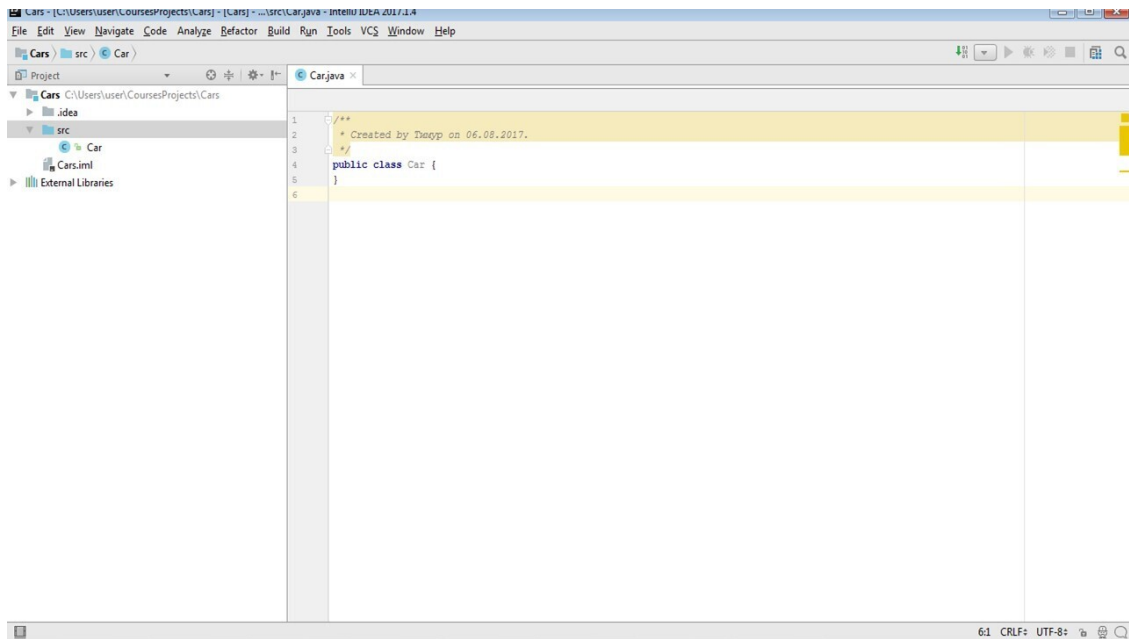 Cars - [C:\Users\user\CoursesProjects\Cars] - [Cars] - ...\src\Car.java - IntelliJ IDEA 2017.1.4
File Edit View Navigate Code Analyze Refactor Build Run Tools VCS Window Help
Cars src Car
Project
Car.java
Cars C:\Users\user\CoursesProjects\Cars
.idea
src
Car
Cars.iml
External Libraries
1 /**
2 * Created by Тимур on 06.08.2017.
3 */
4 public class Car {
5 }
6
6:1 CRLF UTF-8